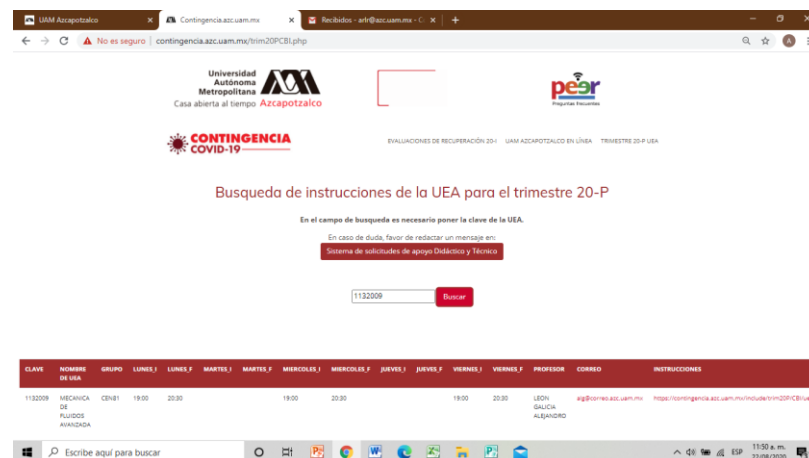 UAM Azcapotzalco
Contingencia.azc.uam.mx
Recibidos - arlr@azc.uam.mx - C
No es seguro | contingencia.azc.uam.mx/trim20PCBI.php
Universidad
Autónoma
Metropolitana
Casa abierta al tiempo Azcapotzalco
peer
Preguntas frecuentes
CONTINGENCIA
COVID-19
EVALUACIONES DE RECUPERACIÓN 20-I UAM AZCAPOTZALCO EN LÍNEA TRIMESTRE 20-P UEA
Busqueda de instrucciones de la UEA para el trimestre 20-P
En el campo de busqueda es necesario poner la clave de la UEA.
En caso de duda, favor de redactar un mensaje en:
Sistema de solicitudes de apoyo Didáctico y Técnico
1132009 Buscar
CLAVE NOMBRE DE UEA GRUPO LUNES_I LUNES_F MARTES_I MARTES_F MIERCOLES_I MIERCOLES_F JUEVES_I JUEVES_F VIERNES_I VIERNES_F PROFESOR CORREO INSTRUCCIONES
1132009 MECANICA DE FLUIDOS AVANZADA CEN81 19:00 20:30 19:00 20:30 19:00 20:30 LEON GALICIA ALEJANDRO alg@correo.azc.uam.mx https://contingencia.azc.uam.mx/include/trim20P/CBI/ue
Escribe aquí para buscar
ESP
11:50 a. m.